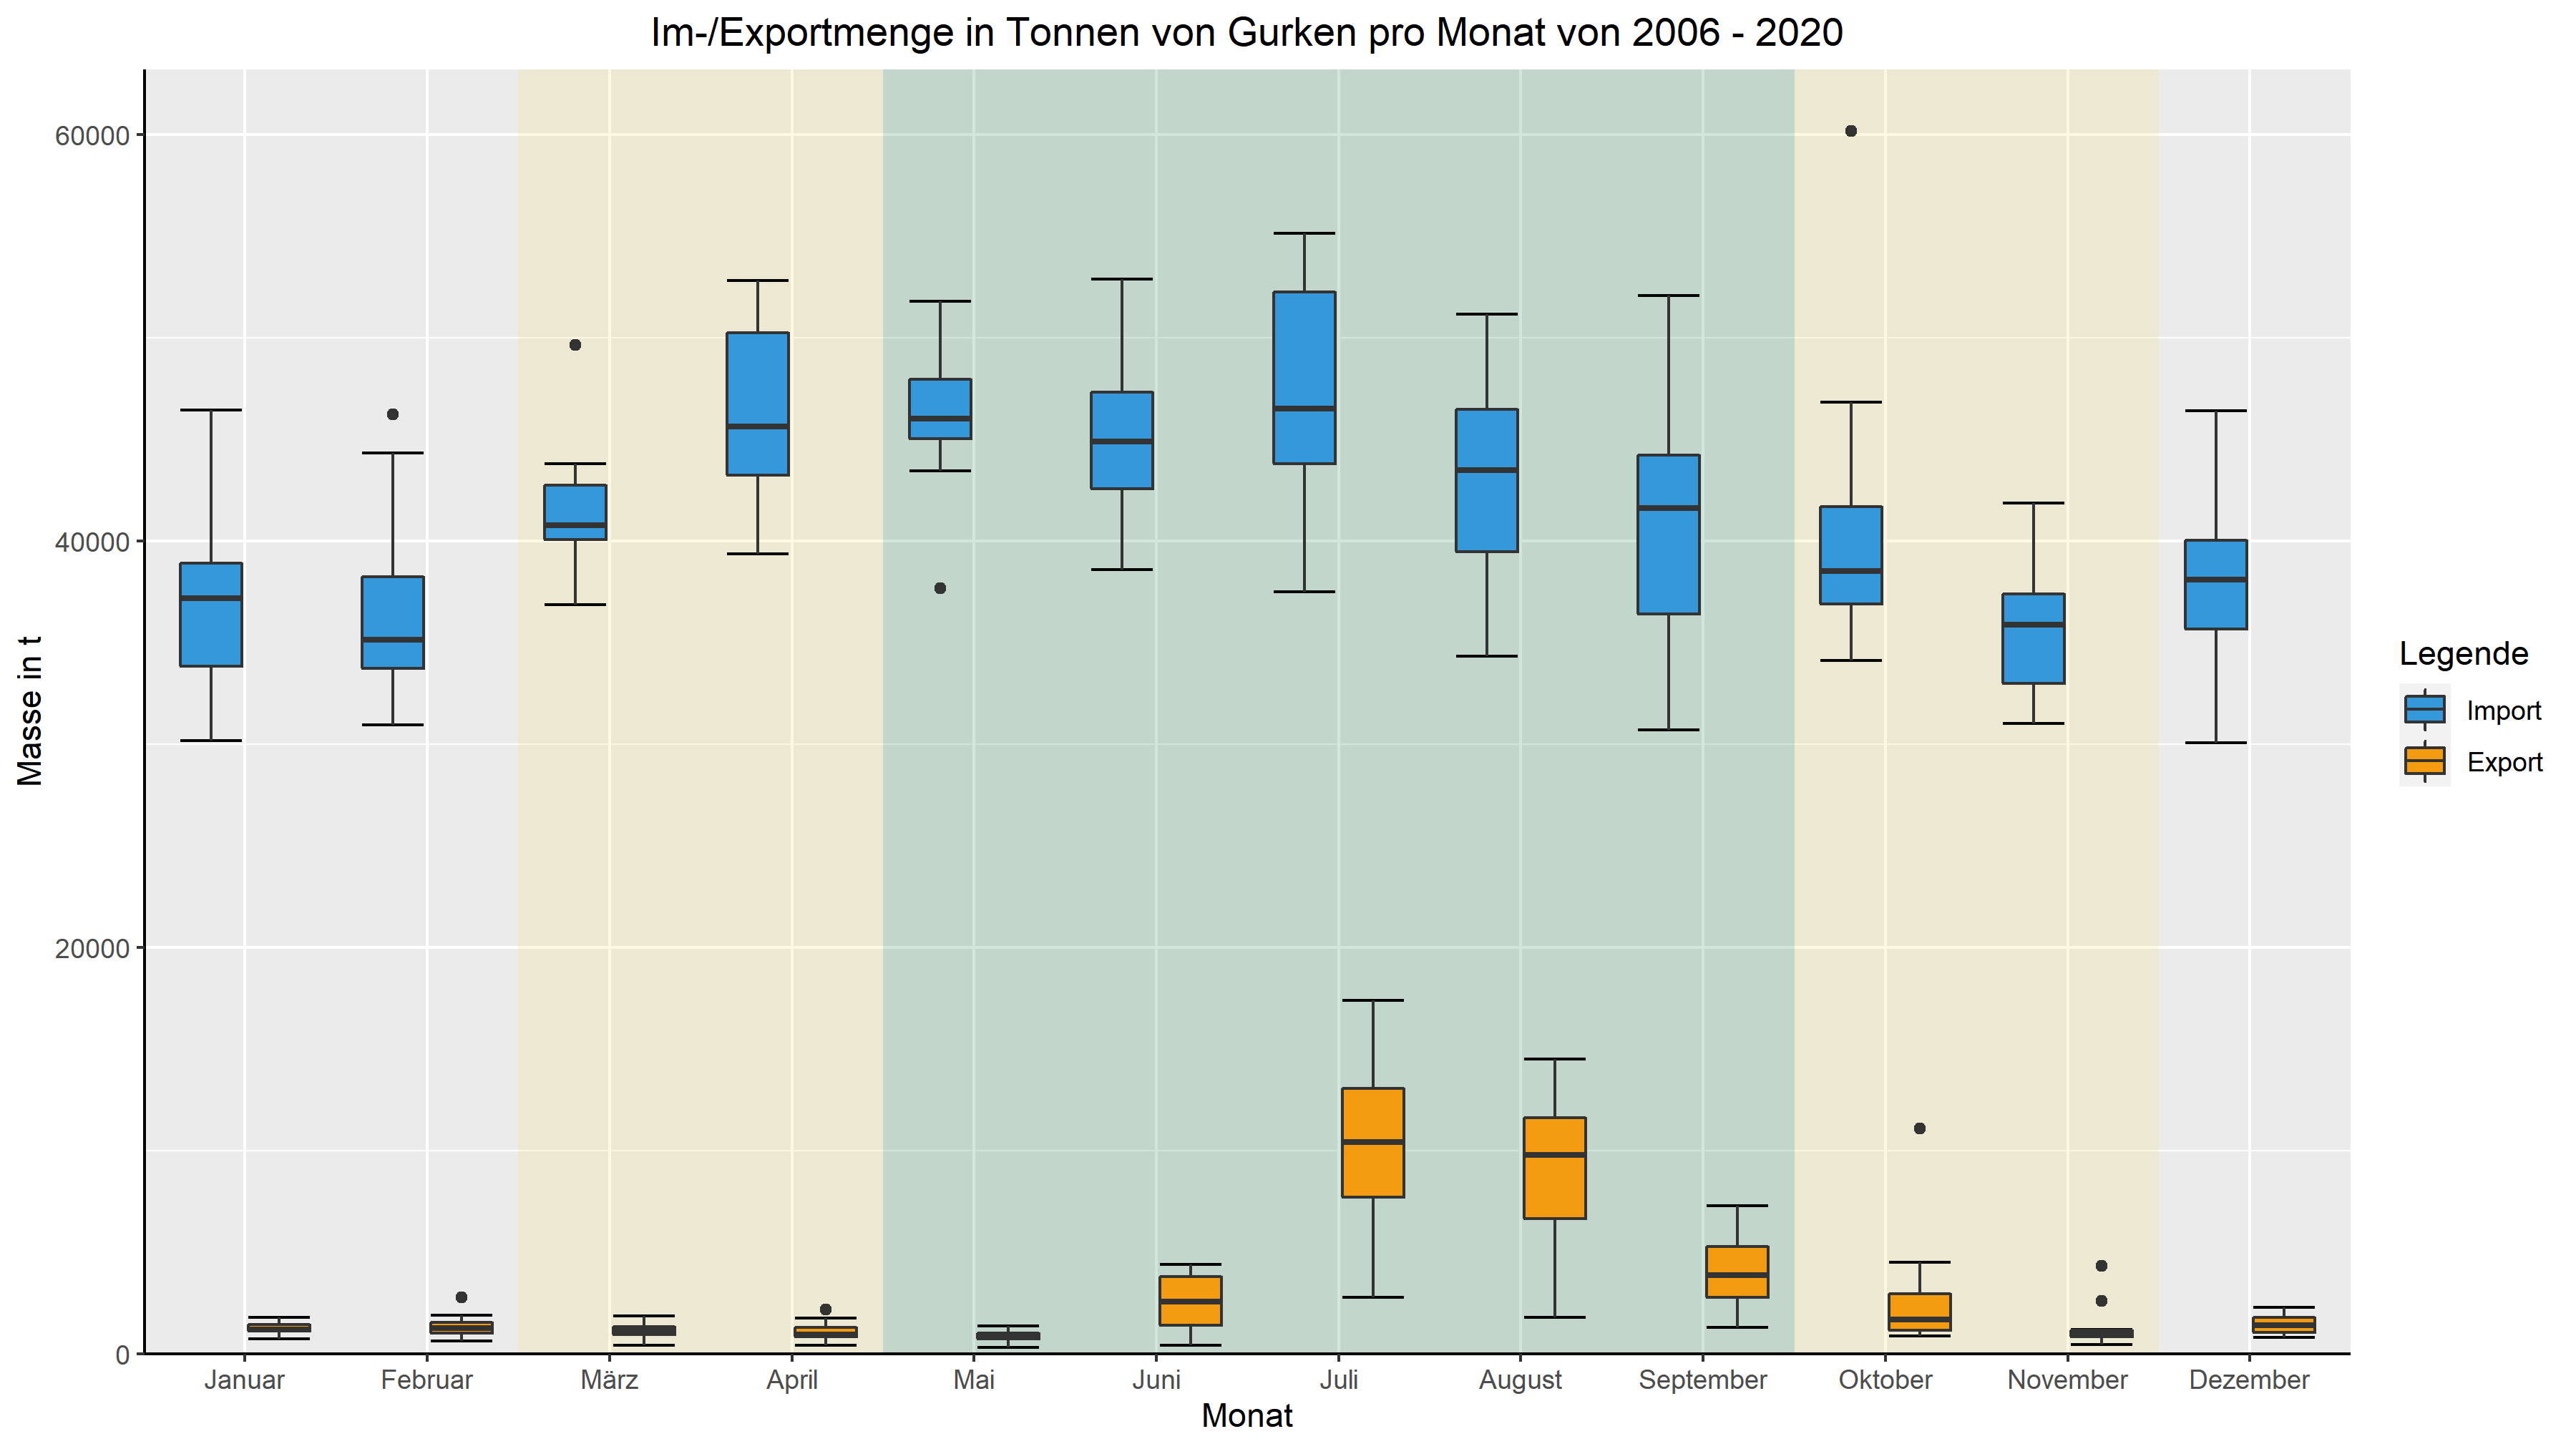 Im-/Exportmenge in Tonnen von Gurken pro Monat von 2006 - 2020
60000
40000
20000
0
Masse in t
Januar Februar März April Mai Juni Juli August September Oktober November Dezember
Monat
Legende
Import
Export